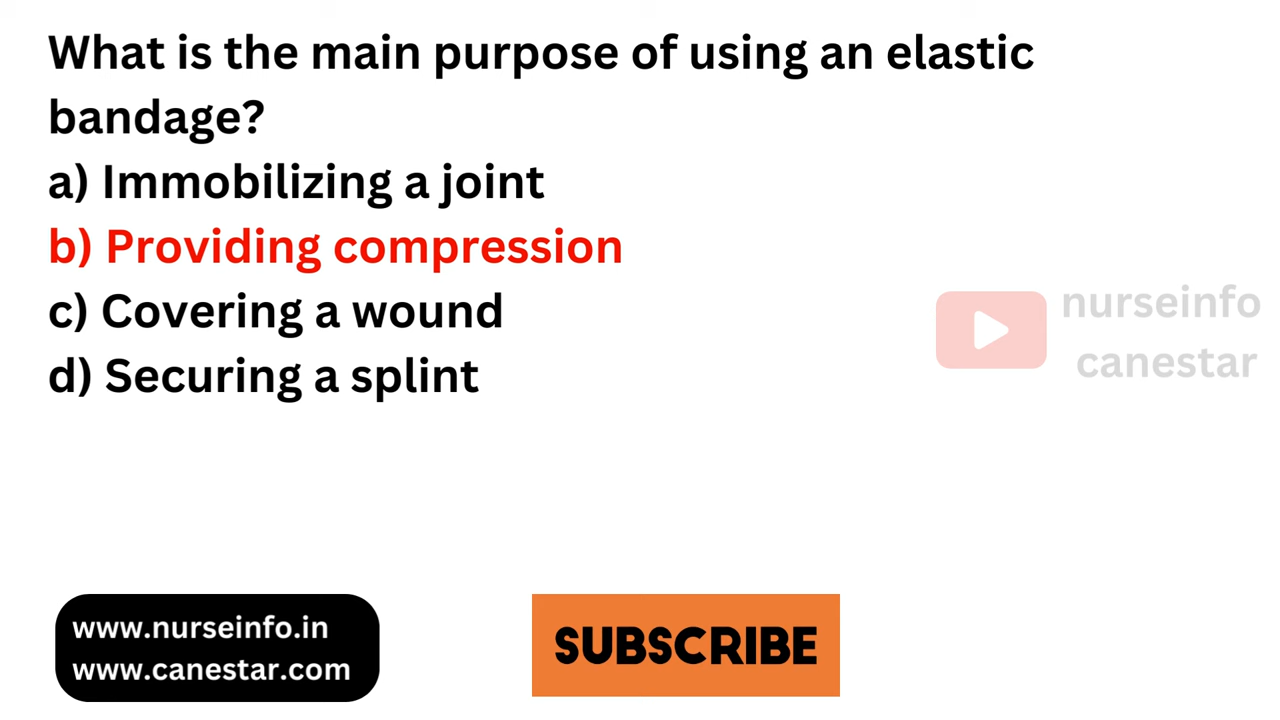 What is the main purpose of using an elastic
bandage?
a) Immobilizing a joint
b) Providing compression
c) Covering a wound
d) Securing a splint
nurseinfo
canestar
www.nurseinfo.in
www.canestar.com
SUBSCRIBE